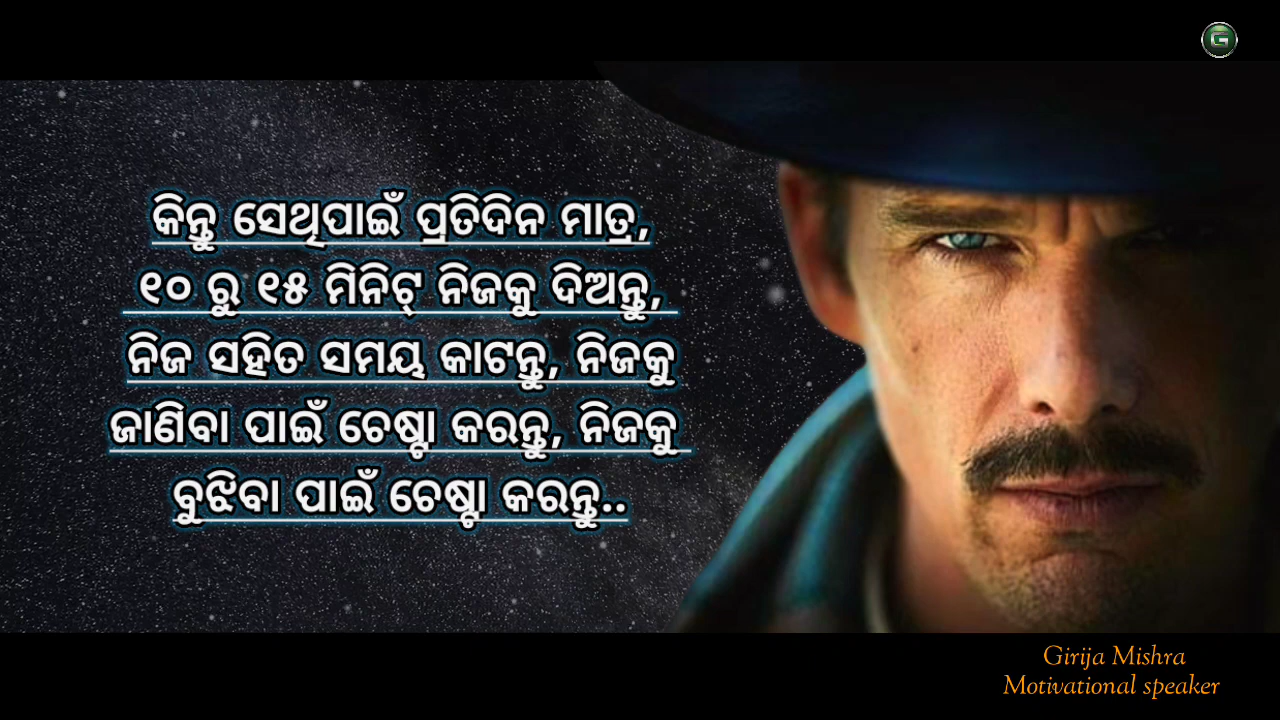 G
କିନ୍ତୁ ସେଥିପାଇଁ ପ୍ରତିଦିନ ମାତ୍ର,
୧୦ ରୁ ୧୫ ମିନିଟ୍ ନିଜକୁ ଦିଅନ୍ତୁ,
ନିଜ ସହିତ ସମୟ କାଟନ୍ତୁ, ନିଜକୁ
ଜାଣିବା ପାଇଁ ଚେଷ୍ଟା କରନ୍ତୁ, ନିଜକୁ
ବୁଝିବା ପାଇଁ ଚେଷ୍ଟା କରନ୍ତୁ..
Girija Mishra
Motivational speaker